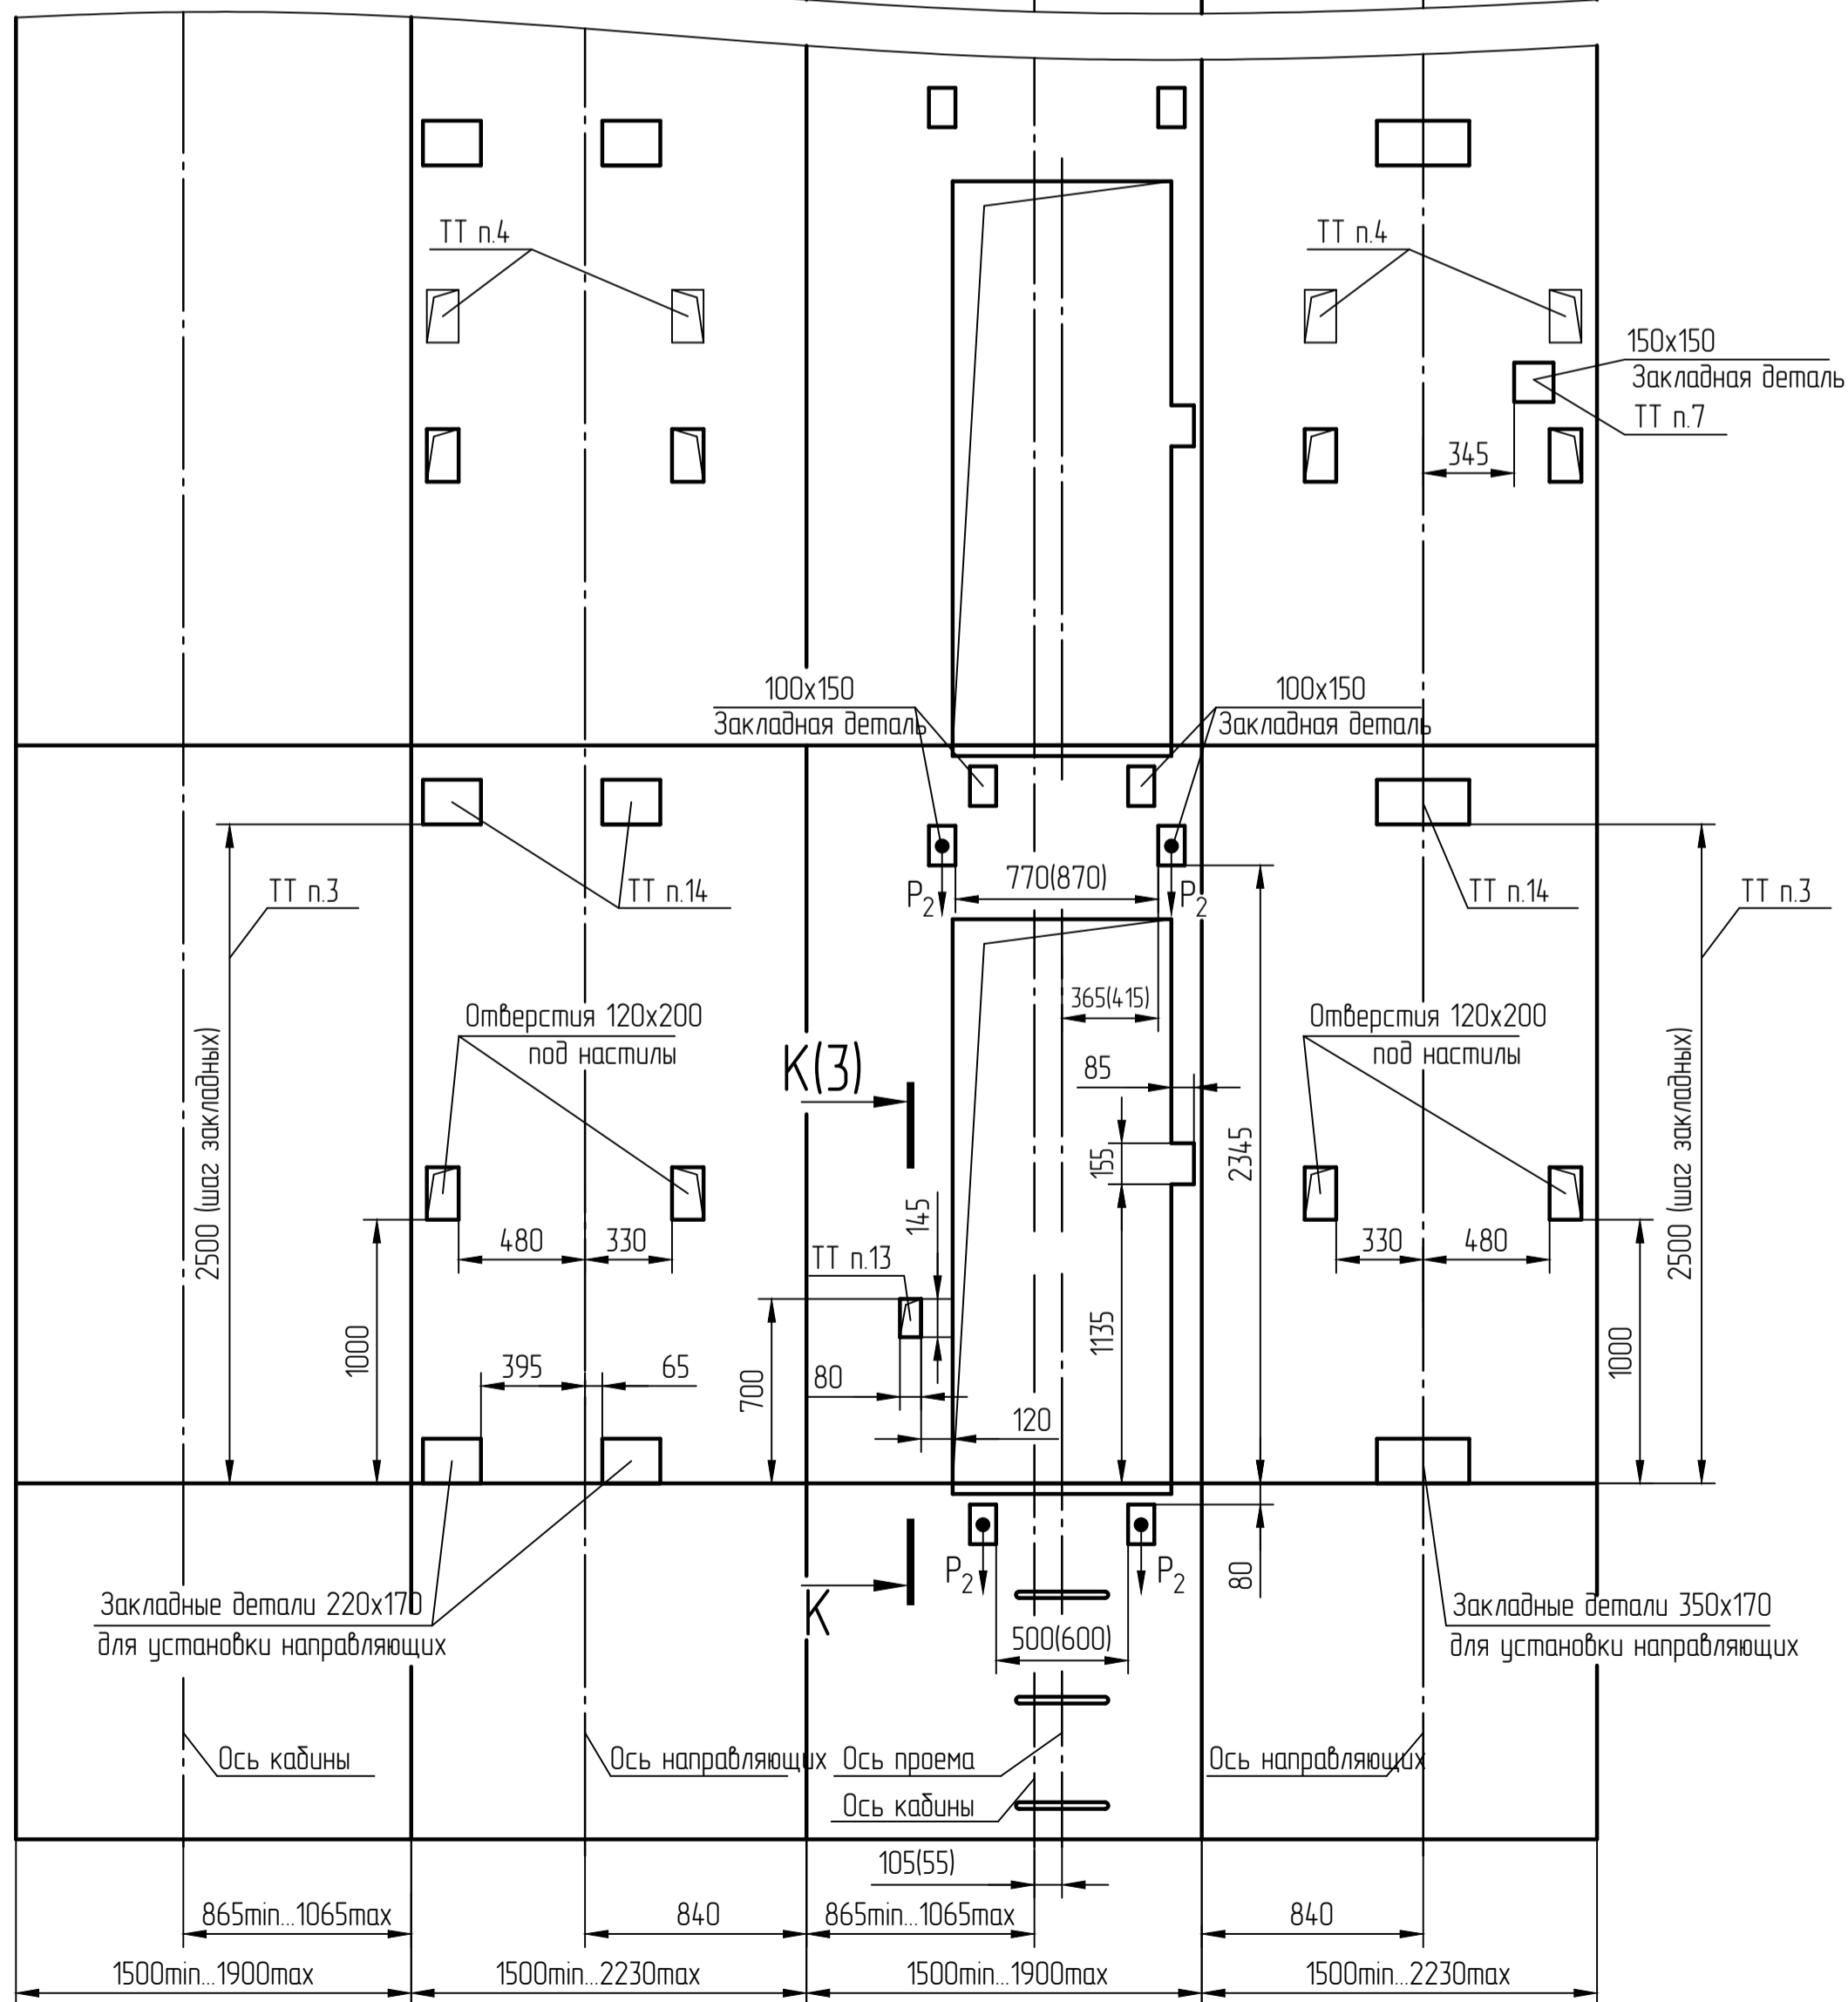 ТТ п.4
ТТ п.4
150х150
Закладная деталь
ТТ п.7
345
100х150
Закладная деталь
100х150
Закладная деталь
ТТ п.3
ТТ п.14
770(870)
P2
P2
ТТ п.14
ТТ п.3
365(415)
Отверстия 120х200
под настилы
Отверстия 120х200
под настилы
2500 (шаг закладных)
К(3)
85
155
2345
2500 (шаг закладных)
145
480
330
ТТ п.13
330
480
1000
395
65
700
80
1135
1000
120
80
P2
P2
Закладные детали 220х170
для установки направляющих
К
500(600)
Закладные детали 350х170
для установки направляющих
Ось кабины
Ось направляющих
Ось проема
Ось направляющих
Ось кабины
105(55)
865min...1065max
840
865min...1065max
840
1500min...1900max
1500min...2230max
1500min...1900max
1500min...2230max